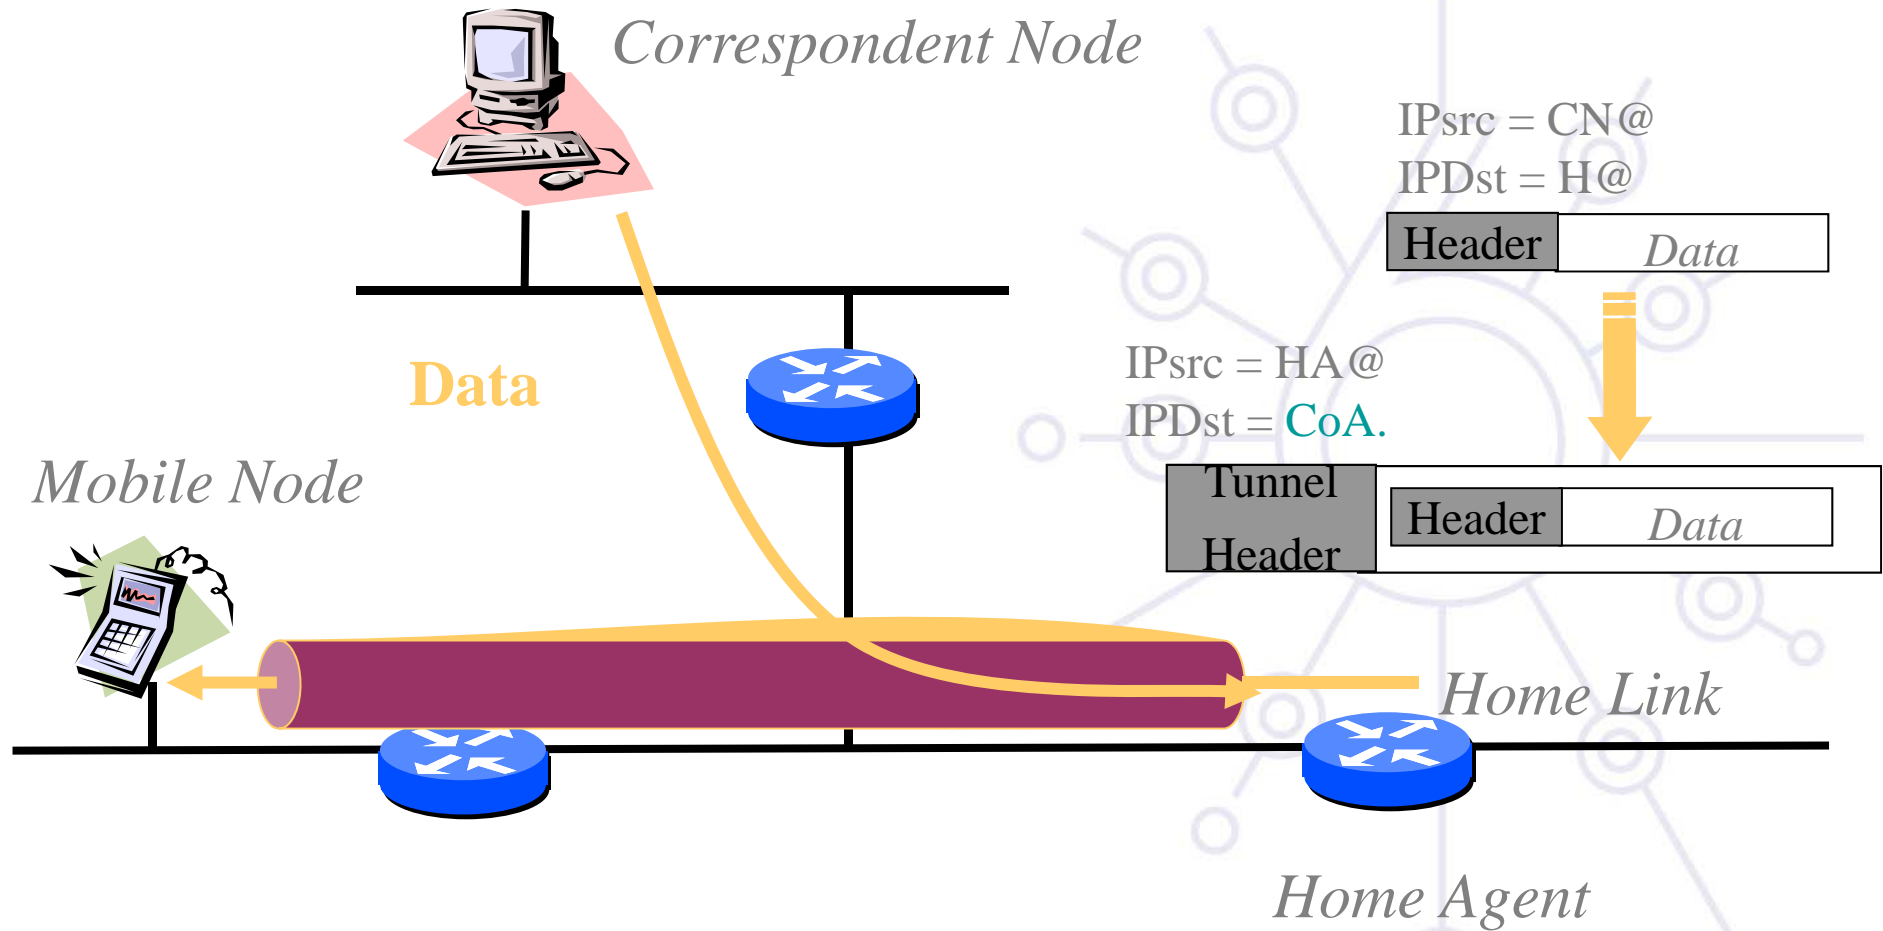 Correspondent Node
IPsrc = CN@
IPDst = H@
Header Data
Data
IPsrc = HA@
IPDst = CoA.
Mobile Node
Tunnel
Header
Header Data
Home Link
Home Agent